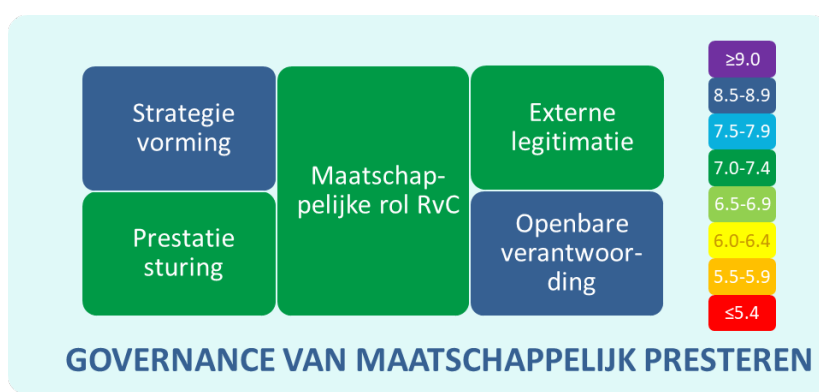 Strategie
vorming
Prestatie
sturing
Maatschap-
pelijke rol RvC
Externe
legitimatie
Openbare
verantwoor-
ding
≥9.0
8.5-8.9
7.5-7.9
7.0-7.4
6.5-6.9
6.0-6.4
5.5-5.9
≤5.4
GOVERNANCE VAN MAATSCHAPPELIJK PRESTEREN